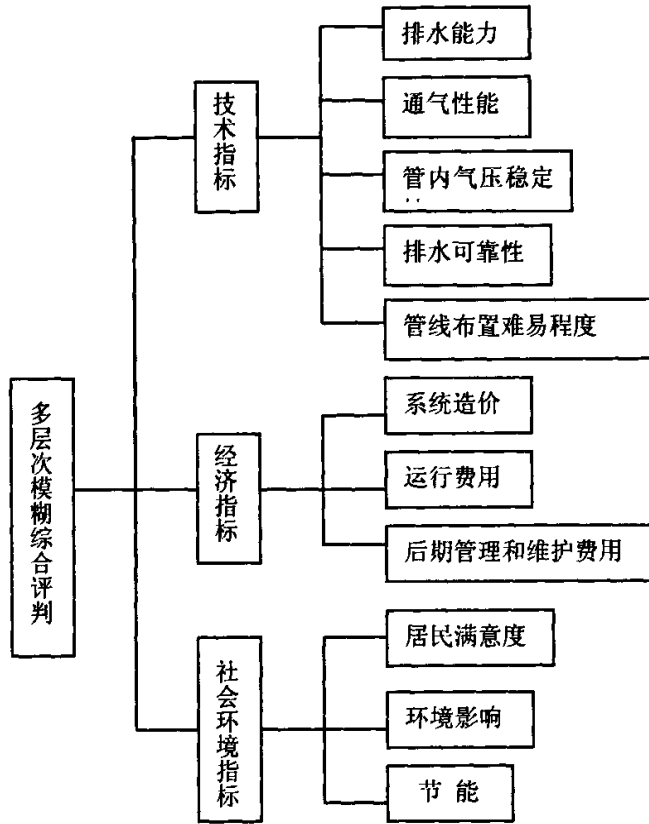 多层次模糊综合评判
技术指标
排水能力
通气性能
管内气压稳定
排水可靠性
管线布置难易程度
经济指标
系统造价
运行费用
后期管理和维护费用
社会环境指标
居民满意度
环境影响
节 能